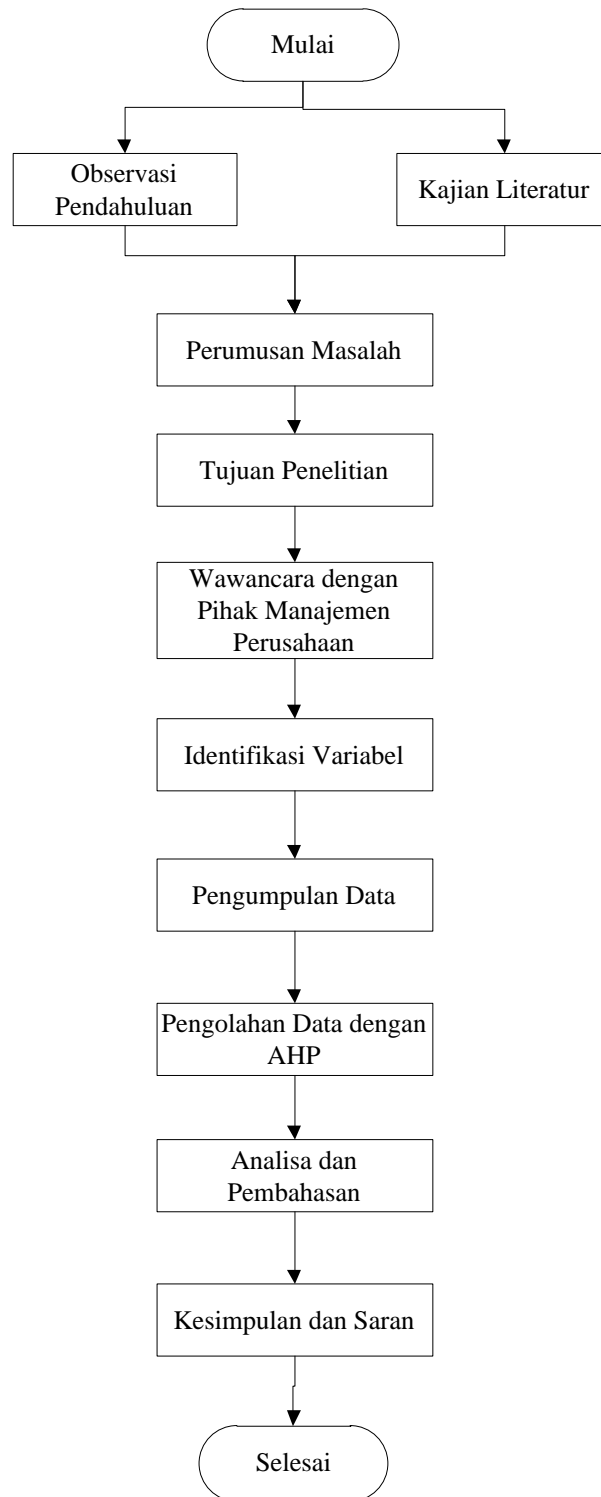 Mulai
Observasi
Pendahuluan
Kajian Literatur
Perumusan Masalah
Tujuan Penelitian
Wawancara dengan
Pihak Manajemen
Perusahaan
Identifikasi Variabel
Pengumpulan Data
Pengolahan Data dengan
AHP
Analisa dan
Pembahasan
Kesimpulan dan Saran
Selesai